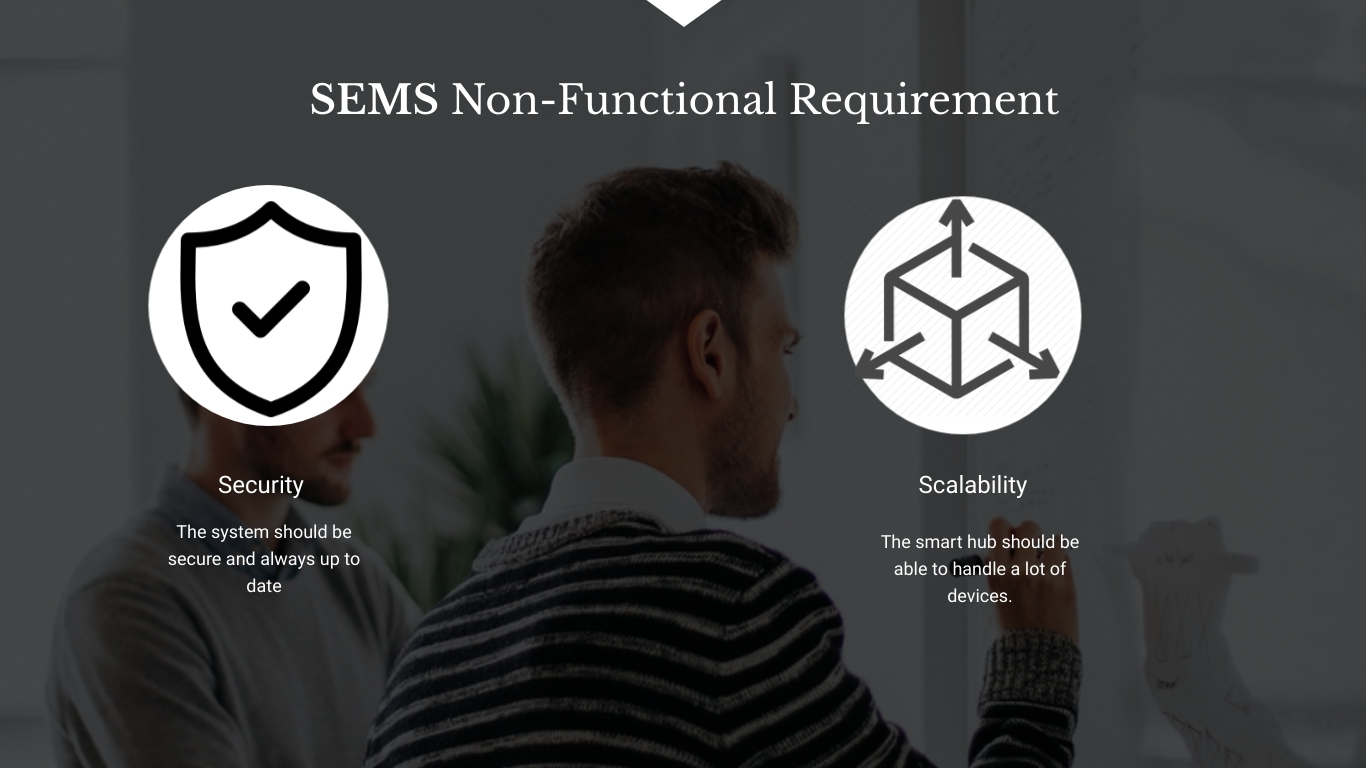 SEMS Non-Functional Requirement
Security
The system should be
secure and always up to
date
Scalability
The smart hub should be
able to handle a lot of
devices.